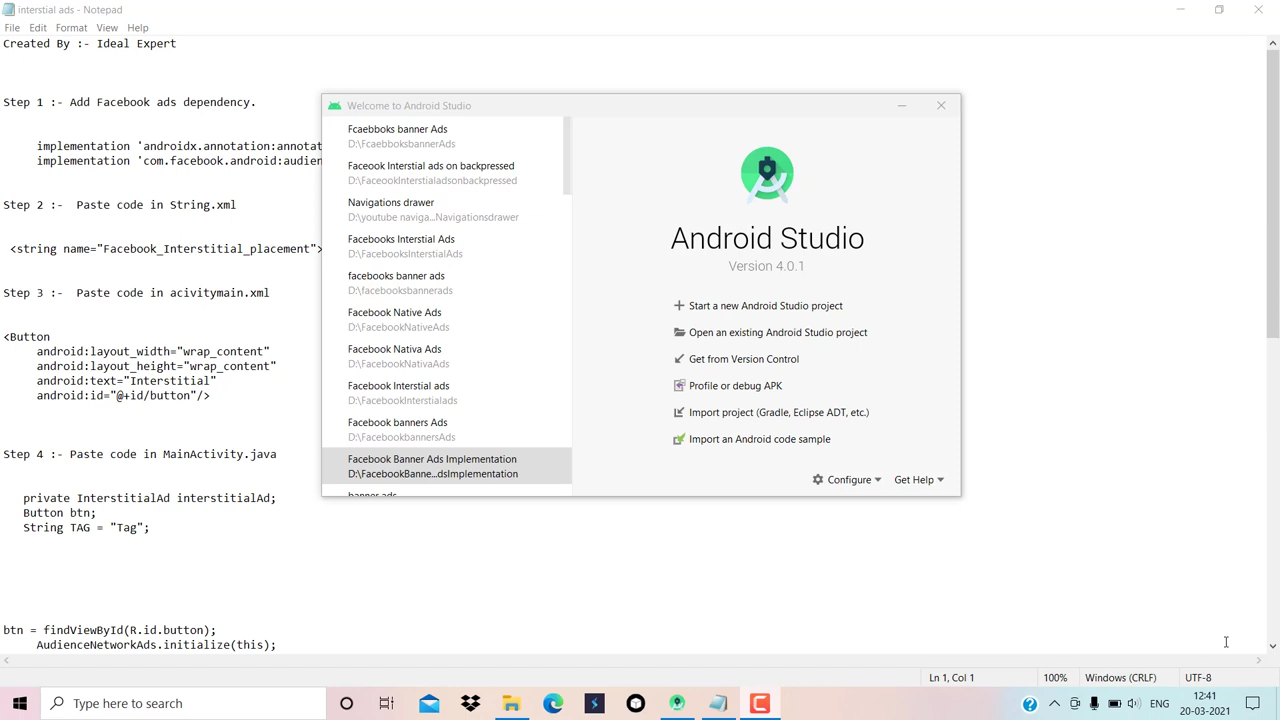 interstial ads - Notepad
File Edit Format View Help
Created By :- Ideal Expert
Step 1 :- Add Facebook ads dependency.
implementation 'androidx.annotation:annotat
implementation 'com.facebook.android:audien
Step 2 :- Paste code in String.xml
<string name="Facebook_Interstitial_placement">
Step 3 :- Paste code in acivitymain.xml
<Button
android:layout_width="wrap_content"
android:layout_height="wrap_content"
android:text="Interstitial"
android:id="@+id/button"/>
Step 4 :- Paste code in MainActivity.java
private InterstitialAd interstitialAd;
Button btn;
String TAG = "Tag";
btn = findViewById(R.id.button);
AudienceNetworkAds.initialize(this);
Welcome to Android Studio
Fcaebboks banner Ads
D:\FcaebboksbannerAds
Faceook Interstial ads on backpressed
D:\FaceookInterstialadsonbackpressed
Navigations drawer
D:\youtube naviga...Navigationsdrawer
Facebooks Interstial Ads
D:\FacebooksInterstialAds
facebooks banner ads
D:\facebooksbannerads
Facebook Native Ads
D:\FacebookNativeAds
Facebook Nativa Ads
D:\FacebookNativaAds
Facebook Interstial ads
D:\FacebookInterstialads
Facebook banners Ads
D:\FacebookbannersAds
Facebook Banner Ads Implementation
D:\FacebookBanne...dsImplementation
banner ads
Android Studio
Version 4.0.1
Start a new Android Studio project
Open an existing Android Studio project
Get from Version Control
Profile or debug APK
Import project (Gradle, Eclipse ADT, etc.)
Import an Android code sample
Configure Get Help
Ln 1, Col 1 100% Windows (CRLF) UTF-8
Type here to search
ENG
12:41
20-03-2021